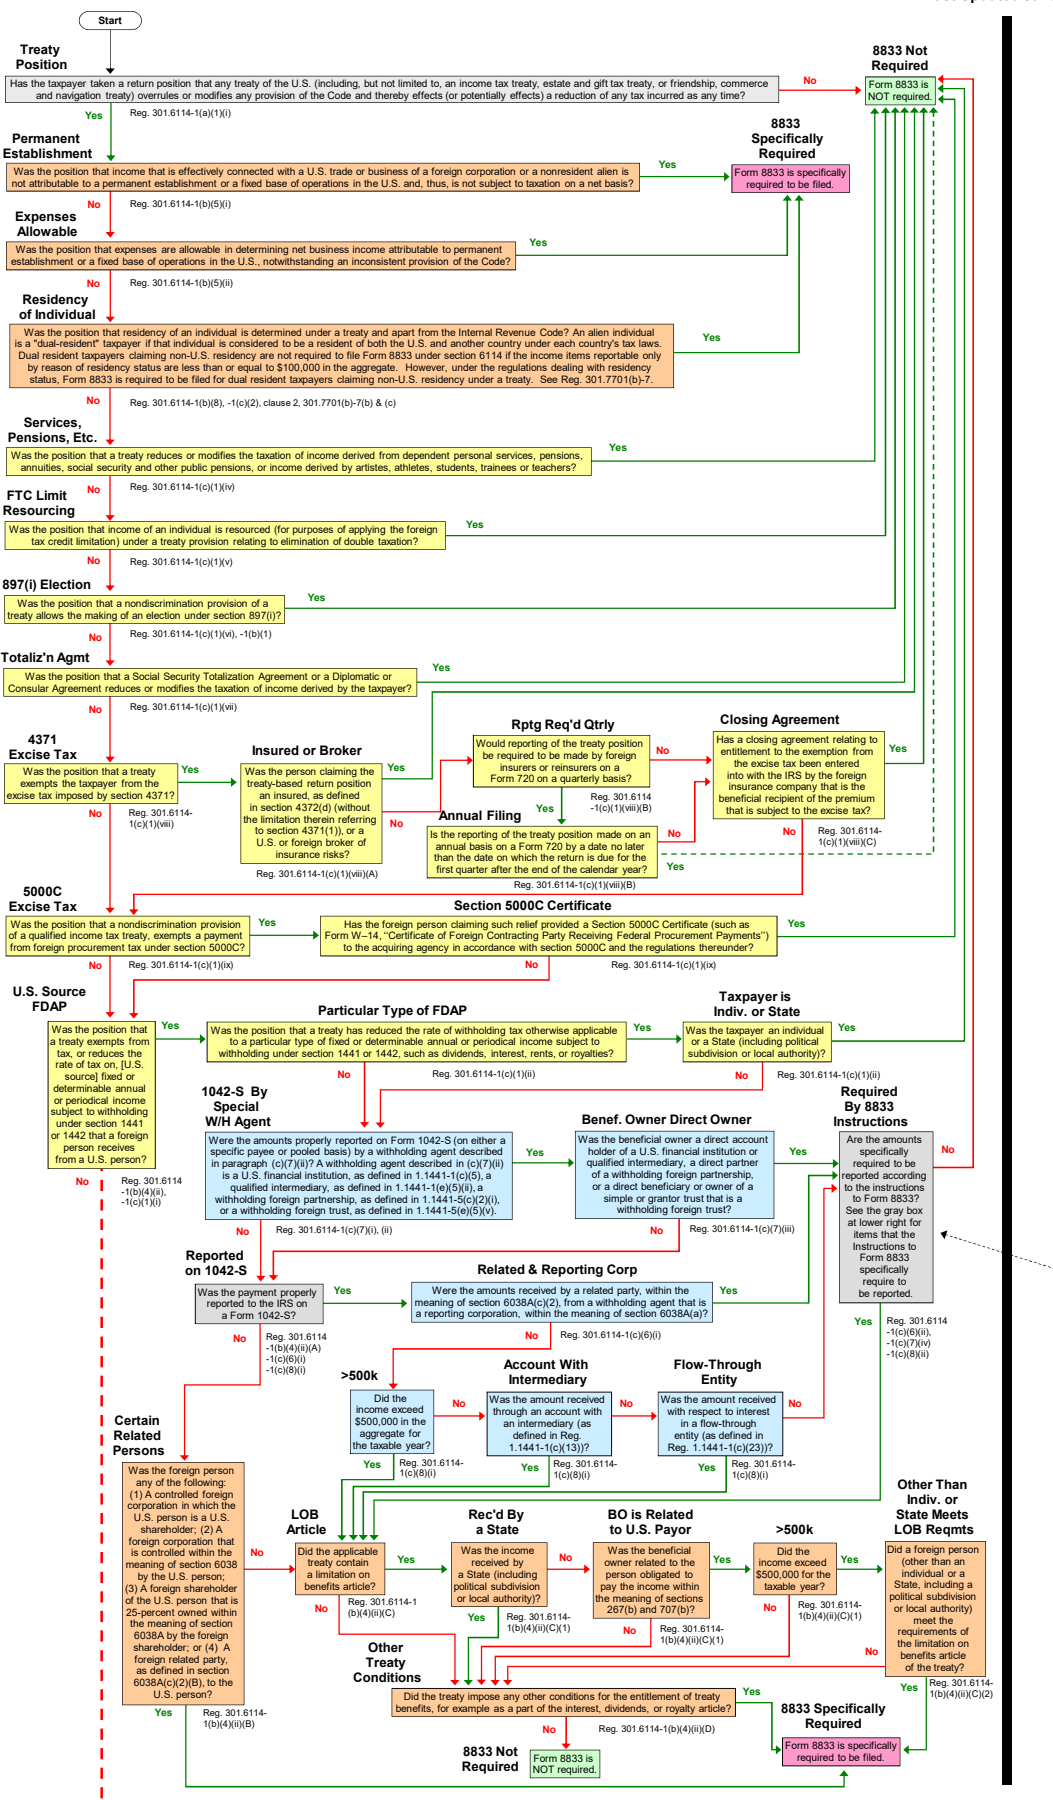 Start
Treaty
Position
Has the taxpayer taken a return position that any treaty of the U.S. (including, but not limited to, an income tax treaty, estate and gift tax treaty, or friendship, commerce
and navigation treaty) overrules or modifies any provision of the Code and thereby effects (or potentially effects) a reduction of any tax incurred as any time?
No
8833 Not
Required
Form 8833 is
NOT required.
Yes
Reg. 301.6114-1(a)(1)(i)
Permanent
Establishment
Was the position that income that is effectively connected with a U.S. trade or business of a foreign corporation or a nonresident alien is
not attributable to a permanent establishment or a fixed base of operations in the U.S. and, thus, is not subject to taxation on a net basis?
Yes
8833
Specifically
Required
Form 8833 is specifically
required to be filed.
No
Reg. 301.6114-1(b)(5)(i)
Expenses
Allowable
Was the position that expenses are allowable in determining net business income attributable to permanent
establishment or a fixed base of operations in the U.S., notwithstanding an inconsistent provision of the Code?
Yes
No
Reg. 301.6114-1(b)(5)(ii)
Residency
of Individual
Was the position that residency of an individual is determined under a treaty and apart from the Internal Revenue Code? An alien individual
is a "dual-resident" taxpayer if that individual is considered to be a resident of both the U.S. and another country under each country's tax laws.
Dual resident taxpayers claiming non-U.S. residency are not required to file Form 8833 under section 6114 if the income items reportable only
by reason of residency status are less than or equal to $100,000 in the aggregate. However, under the regulations dealing with residency
status, Form 8833 is required to be filed for dual resident taxpayers claiming non-U.S. residency under a treaty. See Reg. 301.7701(b)-7.
Yes
No
Reg. 301.6114-1(b)(8), -1(c)(2), clause 2, 301.7701(b)-7(b) & (c)
Services,
Pensions, Etc.
Was the position that a treaty reduces or modifies the taxation of income derived from dependent personal services, pensions,
annuities, social security and other public pensions, or income derived by artistes, athletes, students, trainees or teachers?
Yes
No
Reg. 301.6114-1(c)(1)(iv)
FTC Limit
Resourcing
Was the position that income of an individual is resourced (for purposes of applying the foreign
tax credit limitation) under a treaty provision relating to elimination of double taxation?
Yes
No
Reg. 301.6114-1(c)(1)(v)
897(i) Election
Was the position that a nondiscrimination provision of a
treaty allows the making of an election under section 897(i)?
Yes
No
Reg. 301.6114-1(c)(1)(vi), -1(b)(1)
Totaliz'n Agmt
Was the position that a Social Security Totalization Agreement or a Diplomatic or
Consular Agreement reduces or modifies the taxation of income derived by the taxpayer?
Yes
No
Reg. 301.6114-1(c)(1)(vii)
4371
Excise Tax
Was the position that a treaty
exempts the taxpayer from the
excise tax imposed by section 4371?
Yes
No
Reg. 301.6114-
1(c)(1)(viii)
Insured or Broker
Was the person claiming the
treaty-based return position
an insured, as defined
in section 4372(d) (without
the limitation therein referring
to section 4371(1)), or a
U.S. or foreign broker of
insurance risks?
Yes
No
Reg. 301.6114-1(c)(1)(viii)(A)
Rptg Req'd Qtrly
Would reporting of the treaty position
be required to be made by foreign
insurers or reinsurers on a
Form 720 on a quarterly basis?
No
Yes
Reg. 301.6114
-1(c)(1)(viii)(B)
Annual Filing
Is the reporting of the treaty position made on an
annual basis on a Form 720 by a date no later
than the date on which the return is due for the
first quarter after the end of the calendar year?
No
Yes
Reg. 301.6114-1(c)(1)(viii)(B)
Closing Agreement
Has a closing agreement relating to
entitlement to the exemption from
the excise tax been entered
into with the IRS by the foreign
insurance company that is the
beneficial recipient of the premium
that is subject to the excise tax?
Yes
No
Reg. 301.6114-
1(c)(1)(viii)(C)
5000C
Excise Tax
Was the position that a nondiscrimination provision
of a qualified income tax treaty, exempts a payment
from foreign procurement tax under section 5000C?
Yes
No
Reg. 301.6114-1(c)(1)(ix)
Section 5000C Certificate
Has the foreign person claiming such relief provided a Section 5000C Certificate (such as
Form W–14, “Certificate of Foreign Contracting Party Receiving Federal Procurement Payments”)
to the acquiring agency in accordance with section 5000C and the regulations thereunder?
Yes
No
Reg. 301.6114-1(c)(1)(ix)
U.S. Source
FDAP
Was the position that
a treaty exempts from
tax, or reduces the
rate of tax on, [U.S.
source] fixed or
determinable annual
or periodical income
subject to withholding
under section 1441
or 1442 that a foreign
person receives
from a U.S. person?
Yes
No
Reg. 301.6114
-1(b)(4)(ii),
-1(c)(1)(i)
Particular Type of FDAP
Was the position that a treaty has reduced the rate of withholding tax otherwise applicable
to a particular type of fixed or determinable annual or periodical income subject to
withholding under section 1441 or 1442, such as dividends, interest, rents, or royalties?
Yes
No
Reg. 301.6114-1(c)(1)(ii)
Taxpayer is
Indiv. or State
Was the taxpayer an individual
or a State (including political
subdivision or local authority)?
Yes
No
Reg. 301.6114-1(c)(1)(ii)
1042-S By
Special
W/H Agent
Were the amounts properly reported on Form 1042-S (on either a
specific payee or pooled basis) by a withholding agent described
in paragraph (c)(7)(ii)? A withholding agent described in (c)(7)(ii)
is a U.S. financial institution, as defined in 1.1441-1(c)(5), a
qualified intermediary, as defined in 1.1441-1(e)(5)(ii), a
withholding foreign partnership, as defined in 1.1441-5(c)(2)(i),
or a withholding foreign trust, as defined in 1.1441-5(e)(5)(v).
Yes
No
Reg. 301.6114-1(c)(7)(i), (ii)
Benef. Owner Direct Owner
Was the beneficial owner a direct account
holder of a U.S. financial institution or
qualified intermediary, a direct partner
of a withholding foreign partnership,
or a direct beneficiary or owner of a
simple or grantor trust that is a
withholding foreign trust?
Yes
No
Reg. 301.6114-1(c)(7)(iii)
Required
By 8833
Instructions
Are the amounts
specifically
required to be
reported according
to the instructions
to Form 8833?
See the gray box
at lower right for
items that the
Instructions to
Form 8833
specifically
require to
be reported.
No
Yes
Reg. 301.6114
-1(c)(6)(ii),
-1(c)(7)(iv)
-1(c)(8)(ii)
Reported
on 1042-S
Was the payment properly
reported to the IRS on
a Form 1042-S?
Yes
No
Reg. 301.6114
-1(b)(4)(ii)(A)
-1(c)(6)(i)
-1(c)(8)(i)
Related & Reporting Corp
Were the amounts received by a related party, within the
meaning of section 6038A(c)(2), from a withholding agent that is
a reporting corporation, within the meaning of section 6038A(a)?
Yes
No
Reg. 301.6114-1(c)(6)(i)
>500k
Did the
income exceed
$500,000 in the
aggregate for
the taxable year?
No
Yes
Reg. 301.6114-
1(c)(8)(i)
Account With
Intermediary
Was the amount received
through an account with
an intermediary (as
defined in Reg.
1.1441-1(c)(13))?
No
Yes
Reg. 301.6114-
1(c)(8)(i)
Flow-Through
Entity
Was the amount received
with respect to interest
in a flow-through
entity (as defined in
Reg. 1.1441-1(c)(23))?
No
Yes
Reg. 301.6114-
1(c)(8)(i)
Certain
Related
Persons
Was the foreign person
any of the following:
(1) A controlled foreign
corporation in which the
U.S. person is a U.S.
shareholder; (2) A
foreign corporation that
is controlled within the
meaning of section 6038
by the U.S. person;
(3) A foreign shareholder
of the U.S. person that is
25-percent owned within
the meaning of section
6038A by the foreign
shareholder; or (4) A
foreign related party,
as defined in section
6038A(c)(2)(B), to the
U.S. person?
No
Yes
Reg. 301.6114-
1(b)(4)(ii)(B)
LOB
Article
Did the applicable
treaty contain
a limitation on
benefits article?
Yes
No
Reg. 301.6114-1
(b)(4)(ii)(C)
Rec'd By
a State
Was the income
received by
a State (including
political subdivision
or local authority)?
No
Yes
Reg. 301.6114-
1(b)(4)(ii)(C)(1)
BO is Related
to U.S. Payor
Was the beneficial
owner related to the
person obligated to
pay the income within
the meaning of sections
267(b) and 707(b)?
Yes
No
Reg. 301.6114-
1(b)(4)(ii)(C)(1)
>500k
Did the
income exceed
$500,000 for the
taxable year?
Yes
No
Reg. 301.6114-
1(b)(4)(ii)(C)(1)
Other Than
Indiv. or
State Meets
LOB Reqmts
Did a foreign person
(other than an
individual or a
State, including a
political subdivision
or local authority)
meet the
requirements of
the limitation on
benefits article
of the treaty?
No
Yes
Reg. 301.6114-
1(b)(4)(ii)(C)(2)
Other
Treaty
Conditions
Did the treaty impose any other conditions for the entitlement of treaty
benefits, for example as a part of the interest, dividends, or royalty article?
Yes
No
Reg. 301.6114-1(b)(4)(ii)(D)
8833 Not
Required
Form 8833 is
NOT required.
8833 Specifically
Required
Form 8833 is specifically
required to be filed.